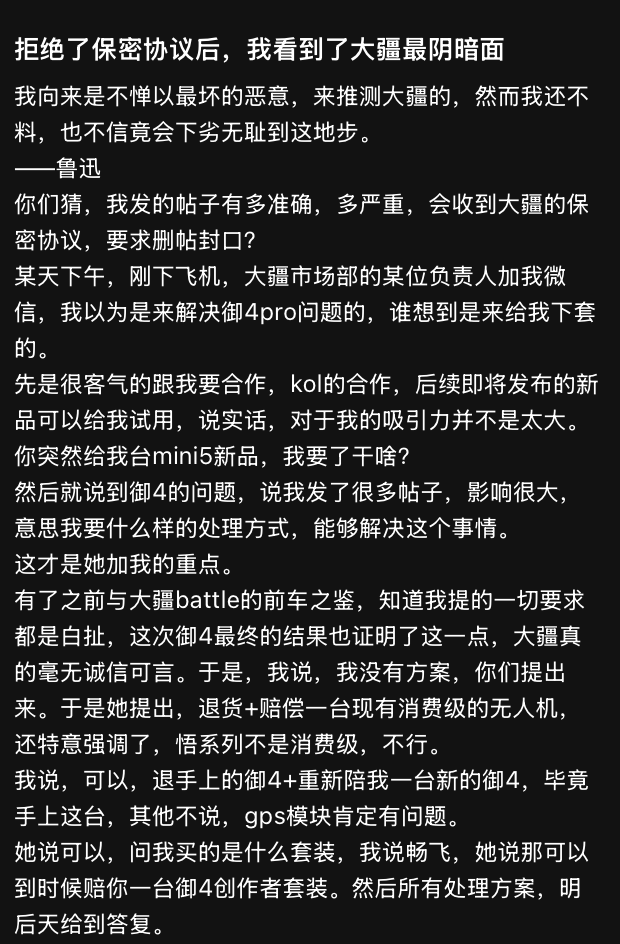 拒绝了保密协议后，我看到了大疆最阴暗面
我向来是不惮以最坏的恶意，来推测大疆的，然而我还不
料，也不信竟会下劣无耻到这地步。
——鲁迅
你们猜，我发的帖子有多准确，多严重，会收到大疆的保
密协议，要求删帖封口？
某天下午，刚下飞机，大疆市场部的某位负责人加我微
信，我以为是来解决御4pro问题的，谁想到是来给我下套
的。
先是很客气的跟我要合作，kol的合作，后续即将发布的新
品可以给我试用，说实话，对于我的吸引力并不是太大。
你突然给我台mini5新品，我要了干啥？
然后就说到御4的问题，说我发了很多帖子，影响很大，
意思我要什么样的处理方式，能够解决这个事情。
这才是她加我的重点。
有了之前与大疆battle的前车之鉴，知道我提的一切要求
都是白扯，这次御4最终的结果也证明了这一点，大疆真
的毫无诚信可言。于是，我说，我没有方案，你们提出
来。于是她提出，退货+赔偿一台现有消费级的无人机，
还特意强调了，悟系列不是消费级，不行。
我说，可以，退手上的御4+重新陪我一台新的御4，毕竟
手上这台，其他不说，gps模块肯定有问题。
她说可以，问我买的是什么套装，我说畅飞，她说那可以
到时候赔你一台御4创作者套装。然后所有处理方案，明
后天给到答复。